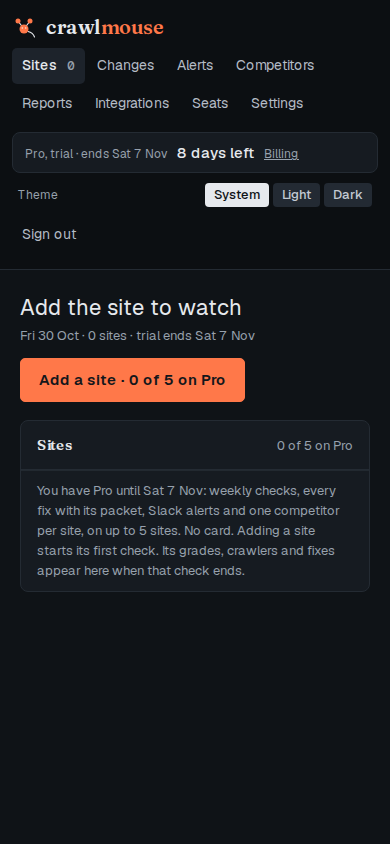 crawlmouse
Sites 0 Changes Alerts Competitors
Reports Integrations Seats Settings
Pro, trial · ends Sat 7 Nov 8 days left Billing
Theme System Light Dark
Sign out
Add the site to watch
Fri 30 Oct · 0 sites · trial ends Sat 7 Nov
Add a site · 0 of 5 on Pro
Sites 0 of 5 on Pro
You have Pro until Sat 7 Nov: weekly checks, every
fix with its packet, Slack alerts and one competitor
per site, on up to 5 sites. No card. Adding a site
starts its first check. Its grades, crawlers and fixes
appear here when that check ends.